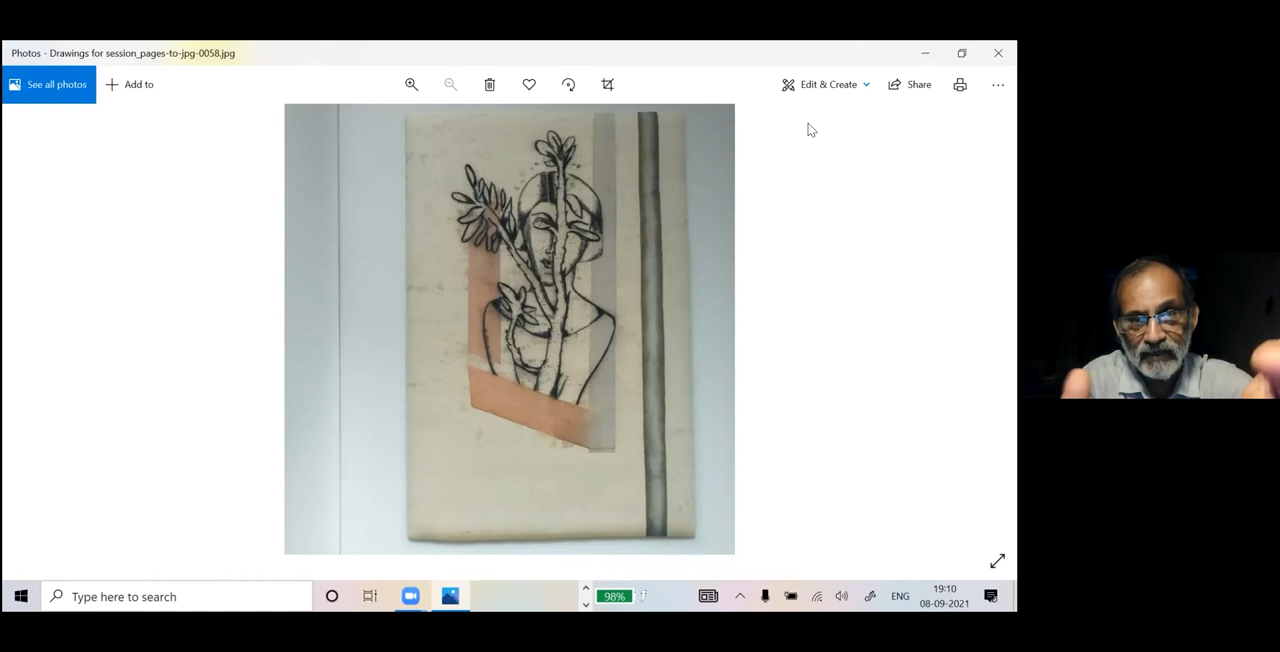 Photos - Drawings for session_pages-to-jpg-0058.jpg
See all photos
Add to
Edit & Create
Share
Type here to search
98%
ENG
19:10
08-09-2021